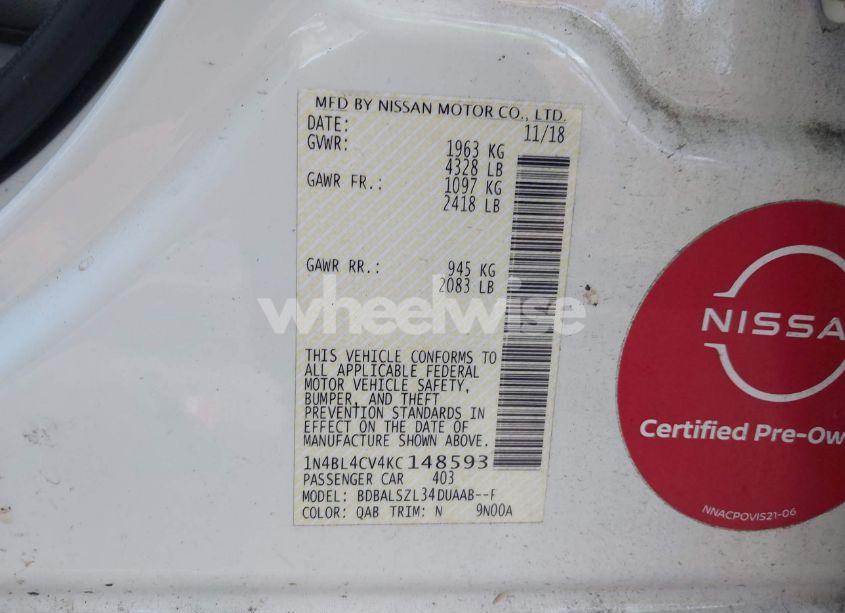 MFD BY NISSAN MOTOR CO., LTD.
DATE: 11/18
GVWR: 1963 KG
4328 LB
GAWR FR.: 1097 KG
2418 LB
GAWR RR.: 945 KG
2083 LB
wheelwise
THIS VEHICLE CONFORMS TO
ALL APPLICABLE FEDERAL
MOTOR VEHICLE SAFETY,
BUMPER, AND THEFT
PREVENTION STANDARDS IN
EFFECT ON THE DATE OF
MANUFACTURE SHOWN ABOVE.
1N4BL4CV4KC148593
PASSENGER CAR 403
MODEL: BDBALSZL34DUAAB--F
COLOR: QAB TRIM: N 9N00A
NISSA
Certified Pre-Ow
NNACPOVIS21-06